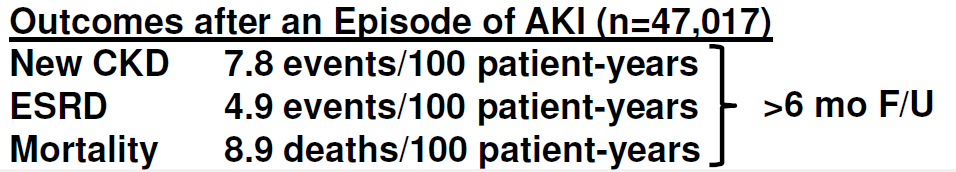 Outcomes after an Episode of AKI (n=47,017)
New CKD 7.8 events/100 patient-years
ESRD 4.9 events/100 patient-years
>6 mo F/U
Mortality 8.9 deaths/100 patient-years